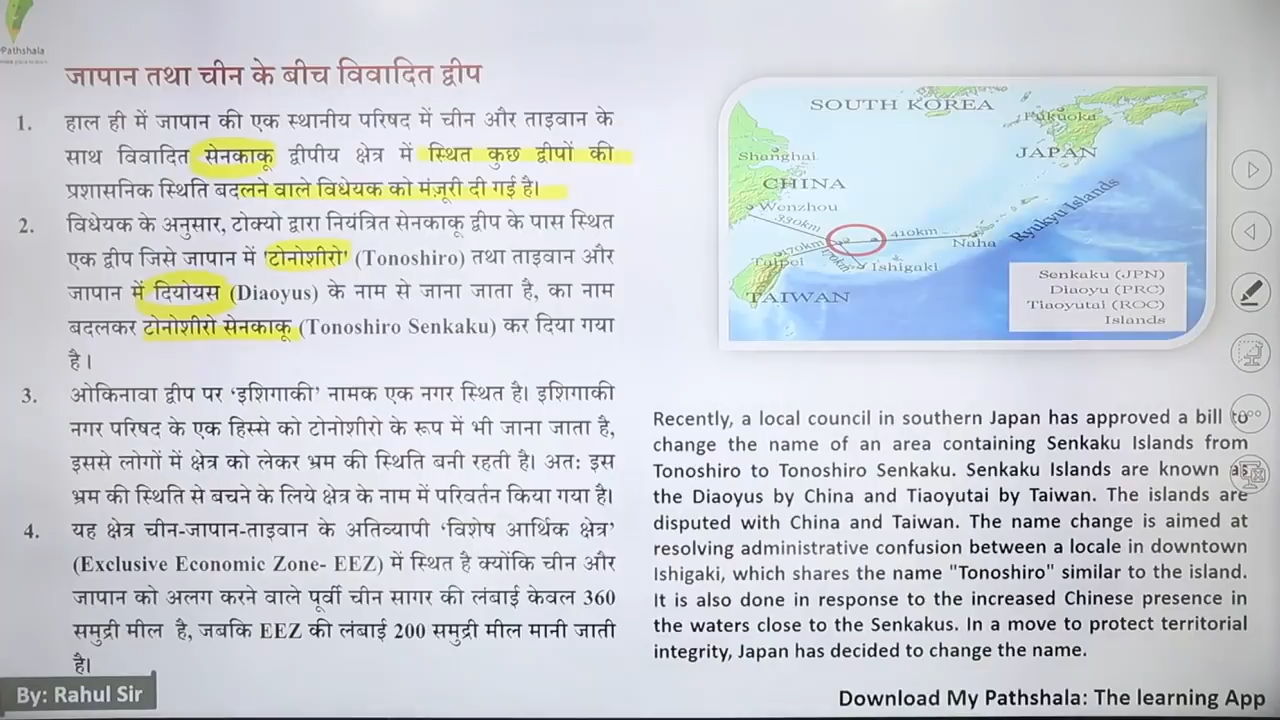 Pathshala
जापान तथा चीन के बीच विवादित द्वीप
1. हाल ही में जापान की एक स्थानीय परिषद में चीन और ताइवान के
साथ विवादित सेनकाकू द्वीपीय क्षेत्र में स्थित कुछ द्वीपों की
प्रशासनिक स्थिति बदलने वाले विधेयक को मंज़ूरी दी गई है।
2. विधेयक के अनुसार, टोक्यो द्वारा नियंत्रित सेनकाकू द्वीप के पास स्थित
एक द्वीप जिसे जापान में 'टोनोशीरो' (Tonoshiro) तथा ताइवान और
जापान में दियोयस (Diaoyus) के नाम से जाना जाता है, का नाम
बदलकर टोनोशीरो सेनकाकू (Tonoshiro Senkaku) कर दिया गया
है।
3. ओकिनावा द्वीप पर ‘इशिगाकी’ नामक एक नगर स्थित है। इशिगाकी
नगर परिषद के एक हिस्से को टोनोशीरो के रूप में भी जाना जाता है,
इससे लोगों में क्षेत्र को लेकर भ्रम की स्थिति बनी रहती है। अतः इस
भ्रम की स्थिति से बचने के लिये क्षेत्र के नाम में परिवर्तन किया गया है।
4. यह क्षेत्र चीन-जापान-ताइवान के अतिव्यापी ‘विशेष आर्थिक क्षेत्र’
(Exclusive Economic Zone- EEZ) में स्थित है क्योंकि चीन और
जापान को अलग करने वाले पूर्वी चीन सागर की लंबाई केवल 360
समुद्री मील है, जबकि EEZ की लंबाई 200 समुद्री मील मानी जाती
है।
By: Rahul Sir
SOUTH KOREA
Fukuoka
JAPAN
Shanghai
CHINA
Wenzhou
330km
410km
170km
170km
Naha
Ryukyu Islands
Taipei
Ishigaki
TAIWAN
Senkaku (JPN)
Diaoyu (PRC)
Tiaoyutai (ROC)
Islands
Recently, a local council in southern Japan has approved a bill to
change the name of an area containing Senkaku Islands from
Tonoshiro to Tonoshiro Senkaku. Senkaku Islands are known as
the Diaoyus by China and Tiaoyutai by Taiwan. The islands are
disputed with China and Taiwan. The name change is aimed at
resolving administrative confusion between a locale in downtown
Ishigaki, which shares the name "Tonoshiro" similar to the island.
It is also done in response to the increased Chinese presence in
the waters close to the Senkakus. In a move to protect territorial
integrity, Japan has decided to change the name.
Download My Pathshala: The learning App